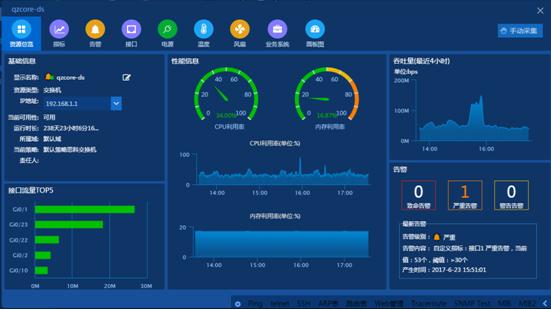 qzcore-ds
资源总览 指标 告警 接口 电源 温度 风扇 业务系统 面板图 手动采集
基础信息
显示名称: qzcore-ds
资源类型: 交换机
IP地址: 192.168.1.1
当前可用性: 可用
运行时长: 238天23小时6分16...
所属域: 默认域
当前策略: 默认策略思科交换机
责任人:
接口流量TOP5
Gi0/1
Gi0/23
Gi0/22
Gi0/2
Gi0/10
0M 10M 20M 30M
性能信息
0 20 40 60 80 100
34.00%
CPU利用率
0 20 40 60 80 100
16.87%
内存利用率
CPU利用率(单位:%)
100
0
14:00 15:00 16:00 17:00
内存利用率(单位:%)
20
0
14:00 15:00 16:00 17:00
吞吐量(最近4小时)
单位:bps
200M
100M
0M
14:00 16:00
告警
0 1 0
致命告警 严重告警 警告告警
最新告警
告警级别: 严重
告警内容: 自定义指标:接口1 严重告警,当前
值:53个,阈值:>30个
产生时间:2017-6-23 15:51:01
Ping telnet SSH ARP表 路由表 Web管理 Traceroute SNMP Test MIB MIB2